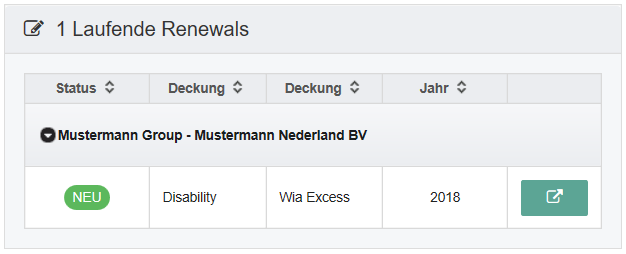 1 Laufende Renewals
Status Deckung Deckung Jahr
Mustermann Group - Mustermann Nederland BV
NEU Disability Wia Excess 2018